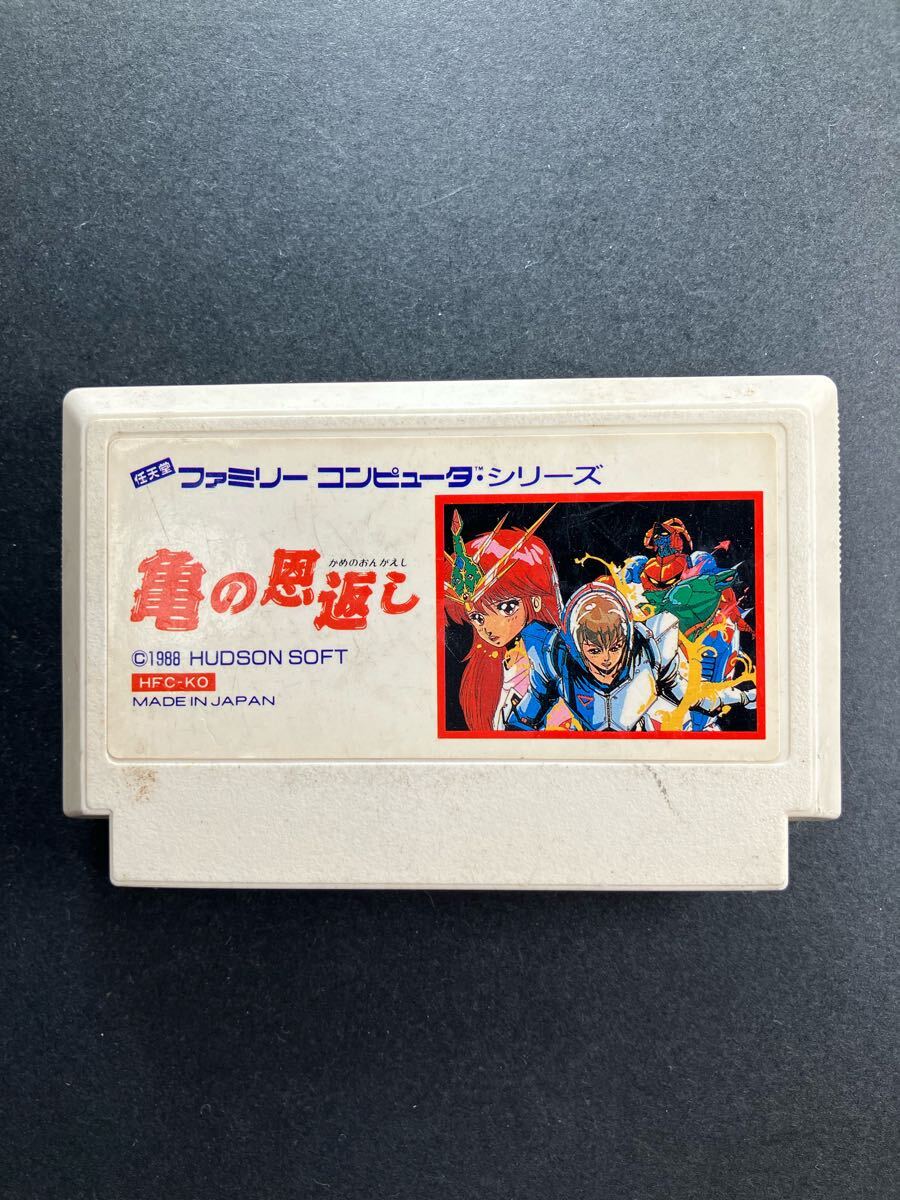 任天堂 ファミリー コンピュータ™・シリーズ
かめのおんがえし
亀の恩返し
©1988 HUDSON SOFT
HFC-KO
MADE IN JAPAN